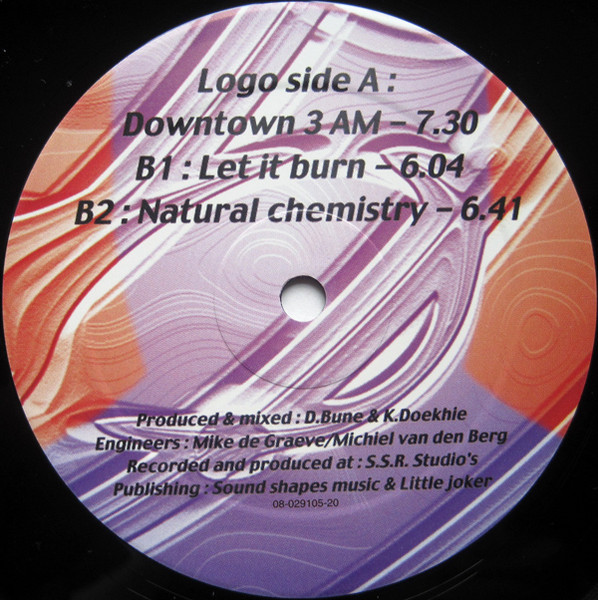 Logo side A :
Downtown 3 AM – 7.30
B1 : Let it burn – 6.04
B2 : Natural chemistry – 6.41
Produced & mixed : D.Bune & K.Doekhie
Engineers : Mike de Graeve/Michiel van den Berg
Recorded and produced at : S.S.R. Studio's
Publishing : Sound shapes music & Little joker
08-029105-20